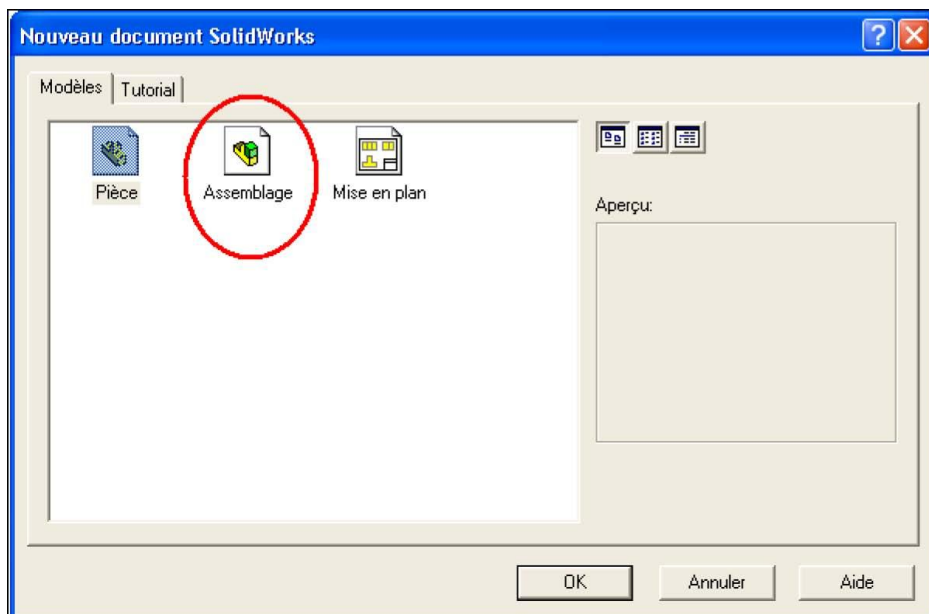 Nouveau document SolidWorks
Modèles Tutorial
Pièce Assemblage Mise en plan
Aperçu:
OK Annuler Aide